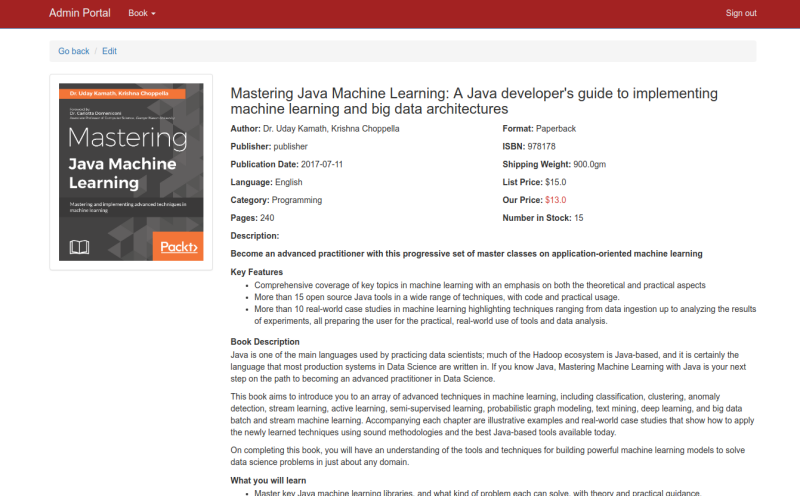 Admin Portal Book Sign out
Go back / Edit
Dr. Uday Kamath, Krishna Choppella
Foreword by
Dr. Carlotta Domeniconi
Mastering
Java Machine
Learning
Mastering and implementing advanced techniques in
machine learning
Packt>
Mastering Java Machine Learning: A Java developer's guide to implementing
machine learning and big data architectures
Author: Dr. Uday Kamath, Krishna Choppella Format: Paperback
Publisher: publisher ISBN: 978178
Publication Date: 2017-07-11 Shipping Weight: 900.0gm
Language: English List Price: $15.0
Category: Programming Our Price: $13.0
Pages: 240 Number in Stock: 15
Description:
Become an advanced practitioner with this progressive set of master classes on application-oriented machine learning
Key Features
• Comprehensive coverage of key topics in machine learning with an emphasis on both the theoretical and practical aspects
• More than 15 open source Java tools in a wide range of techniques, with code and practical usage.
• More than 10 real-world case studies in machine learning highlighting techniques ranging from data ingestion up to analyzing the results
of experiments, all preparing the user for the practical, real-world use of tools and data analysis.
Book Description
Java is one of the main languages used by practicing data scientists; much of the Hadoop ecosystem is Java-based, and it is certainly the
language that most production systems in Data Science are written in. If you know Java, Mastering Machine Learning with Java is your next
step on the path to becoming an advanced practitioner in Data Science.
This book aims to introduce you to an array of advanced techniques in machine learning, including classification, clustering, anomaly
detection, stream learning, active learning, semi-supervised learning, probabilistic graph modeling, text mining, deep learning, and big data
batch and stream machine learning. Accompanying each chapter are illustrative examples and real-world case studies that show how to apply
the newly learned techniques using sound methodologies and the best Java-based tools available today.
On completing this book, you will have an understanding of the tools and techniques for building powerful machine learning models to solve
data science problems in just about any domain.
What you will learn
• Master key Java machine learning libraries, and what kind of problem each can solve, with theory and practical guidance.